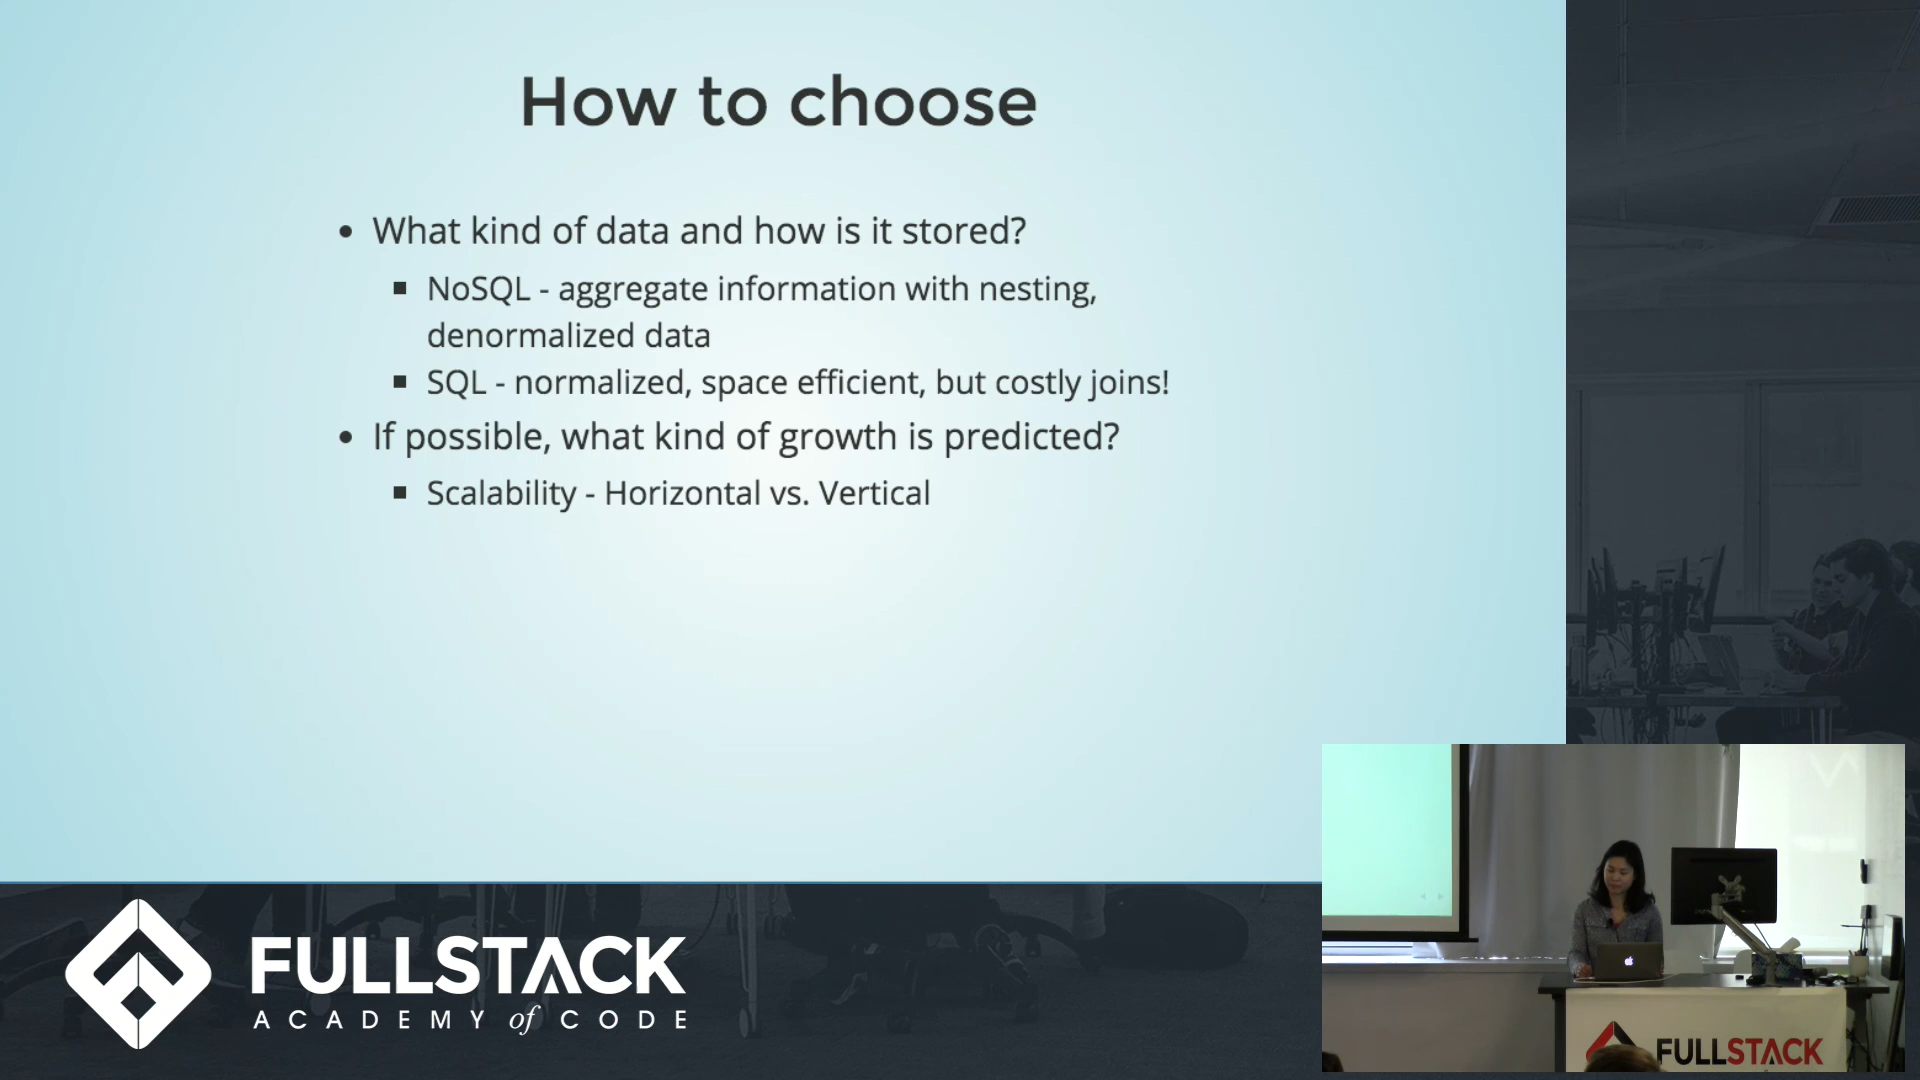 How to choose
• What kind of data and how is it stored?
▪ NoSQL - aggregate information with nesting,
denormalized data
▪ SQL - normalized, space efficient, but costly joins!
• If possible, what kind of growth is predicted?
▪ Scalability - Horizontal vs. Vertical
FULLSTACK
ACADEMY of CODE
FULLSTACK